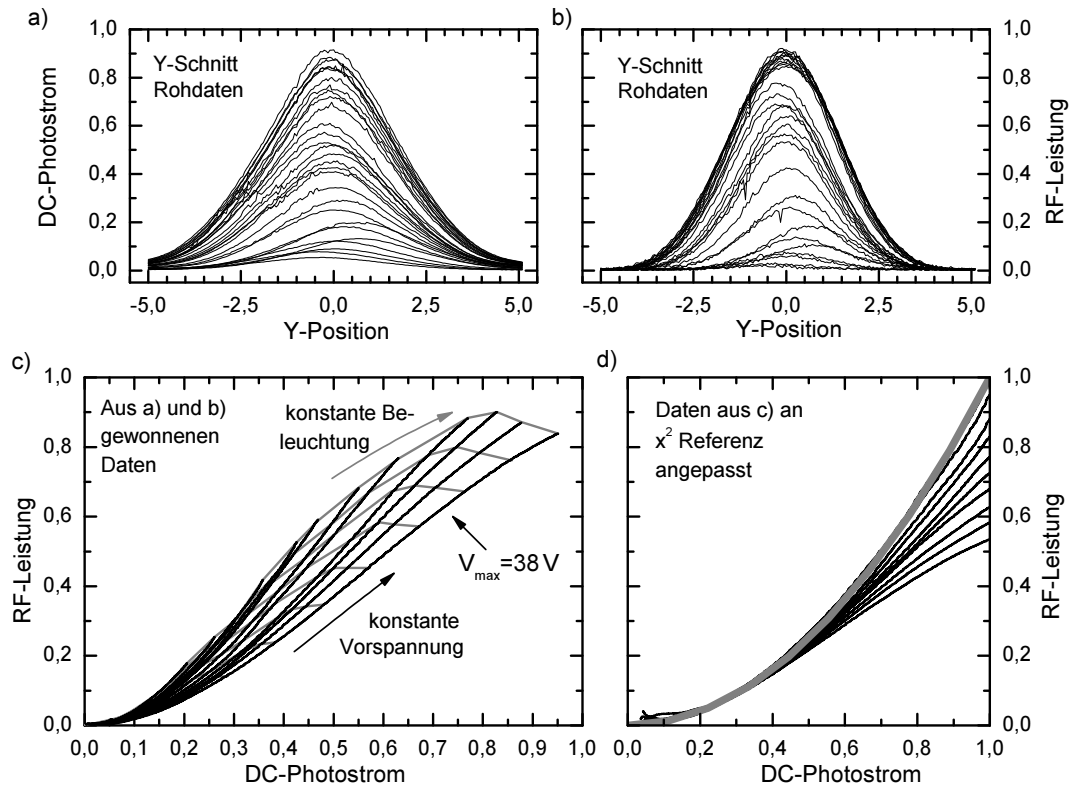 a)
1,0
0,8
0,6
0,4
0,2
0,0
DC-Photostrom
Y-Schnitt
Rohdaten
-5,0
-2,5
0,0
2,5
5,0
Y-Position
b)
Y-Schnitt
Rohdaten
1,0
0,8
0,6
0,4
0,2
0,0
RF-Leistung
-5,0
-2,5
0,0
2,5
5,0
Y-Position
c)
1,0
0,8
0,6
0,4
0,2
0,0
RF-Leistung
Aus a) und b)
gewonnenen
Daten
konstante Be-
leuchtung
V_max=38 V
konstante
Vorspannung
0,0
0,1
0,2
0,3
0,4
0,5
0,6
0,7
0,8
0,9
1,0
DC-Photostrom
d)
Daten aus c) an
x² Referenz
angepasst
1,0
0,8
0,6
0,4
0,2
0,0
RF-Leistung
0,0
0,2
0,4
0,6
0,8
1,0
DC-Photostrom